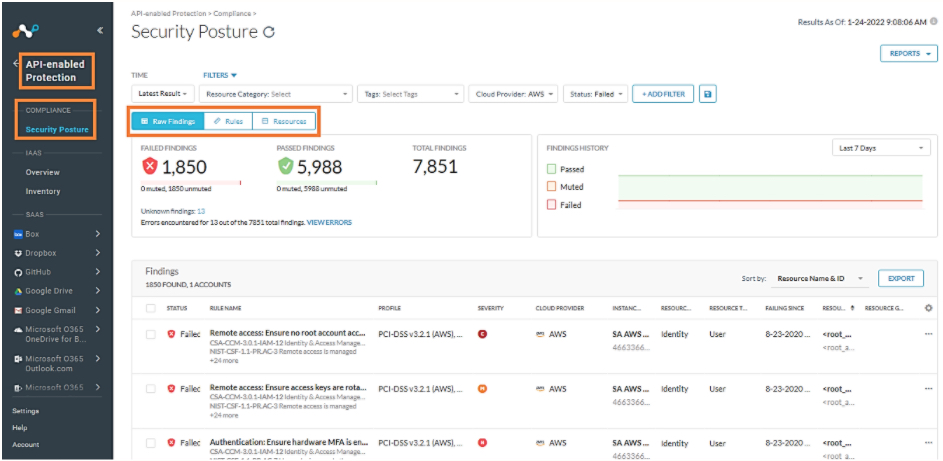 API-enabled Protection > Compliance >
Security Posture
Results As Of: 1-24-2022 9:08:06 AM
REPORTS
«
API-enabled
Protection
COMPLIANCE
Security Posture
IAAS
Overview
Inventory
SAAS
Box
Dropbox
GitHub
Google Drive
Google Gmail
Microsoft O365
OneDrive for B...
Microsoft O365
Outlook.com
Microsoft O365
Settings
Help
Account
TIME
FILTERS
Latest Result
Resource Category: Select
Tags: Select Tags
Cloud Provider: AWS
Status: Failed
+ ADD FILTER
Raw Findings
Rules
Resources
FAILED FINDINGS
PASSED FINDINGS
TOTAL FINDINGS
1,850
5,988
7,851
0 muted, 1850 unmuted
0 muted, 5988 unmuted
Unknown findings: 13
Errors encountered for 13 out of the 7851 total findings. VIEW ERRORS
FINDINGS HISTORY
Last 7 Days
Passed
Muted
Failed
Findings
1850 FOUND, 1 ACCOUNTS
Sort by: Resource Name & ID
EXPORT
STATUS RULE NAME PROFILE SEVERITY CLOUD PROVIDER INSTANC... RESOURC... RESOURCE T... FAILING SINCE RESOU... RESOURCE G...
Failed Remote access: Ensure no root account acc... PCI-DSS v3.2.1 (AWS), ... C AWS SA AWS ... Identity User 8-23-2020 ... <root_... ...
CSA-CCM-3.0.1-IAM-12 Identity & Access Manage... 4663366... <root_a...
NIST-CSF-1.1-PR.AC-3 Remote access is managed
+24 more
Failed Remote access: Ensure access keys are rota... PCI-DSS v3.2.1 (AWS), ... M AWS SA AWS ... Identity User 8-23-2020 ... <root_... ...
CSA-CCM-3.0.1-IAM-12 Identity & Access Manage... 4663366... <root_a...
NIST-CSF-1.1-PR.AC-3 Remote access is managed
+24 more
Failed Authentication: Ensure hardware MFA is en... PCI-DSS v3.2.1 (AWS), ... H AWS SA AWS ... Identity User 8-23-2020 ... <root_... ...
CSA-CCM-3.0.1-IAM-12 Identity & Access Manage... 4663366... <root_a...